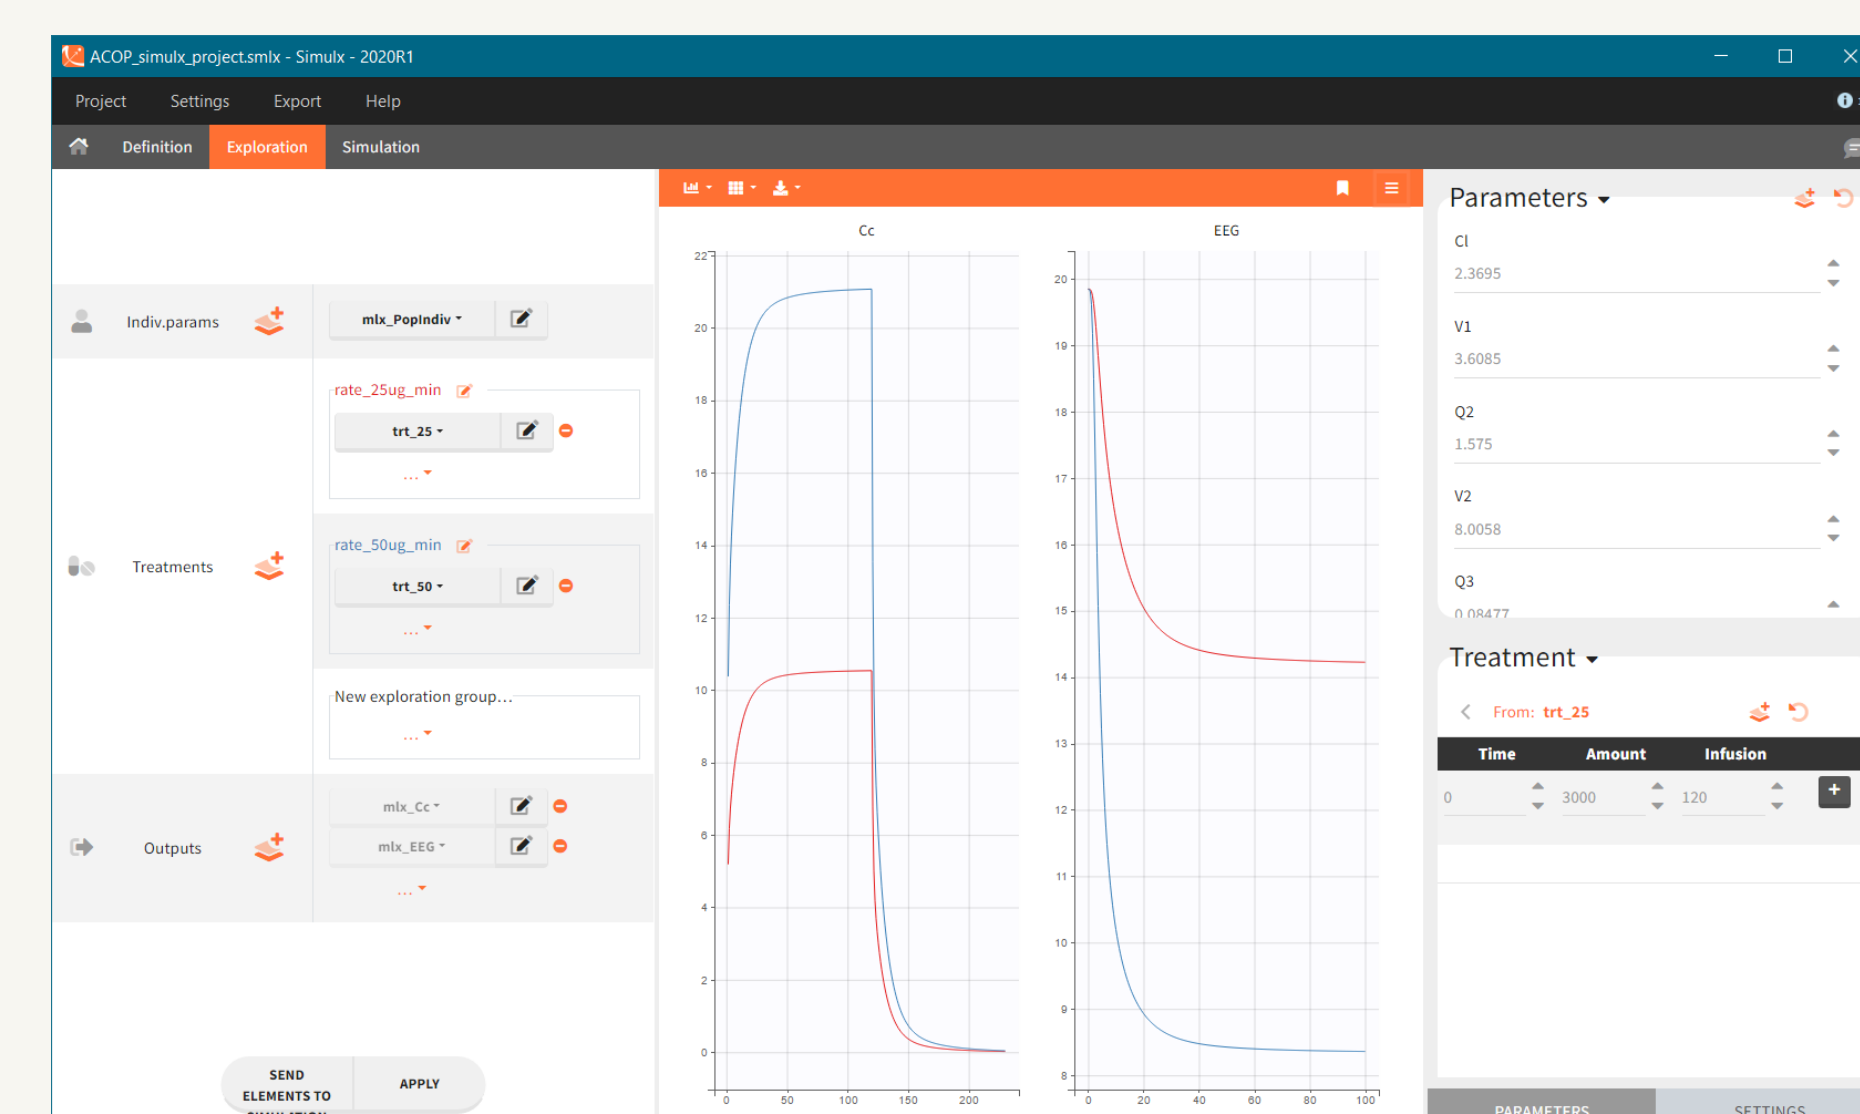 ACOP_simulx_project.smlx - Simulx - 2020R1
Project Settings Export Help
Definition Exploration Simulation
Indiv.params
mlx_PopIndiv
Treatments
rate_25ug_min
trt_25
...
rate_50ug_min
trt_50
...
New exploration group...
...
Outputs
mlx_Cc
mlx_EEG
...
SEND
ELEMENTS TO
SIMULATION
APPLY
Cc
22
20
18
16
14
12
10
8
6
4
2
0
0 50 100 150 200
EEG
20
19
18
17
16
15
14
13
12
11
10
9
8
0 20 40 60 80 100
Parameters
Cl
2.3695
V1
3.6085
Q2
1.575
V2
8.0058
Q3
0.08477
Treatment
From: trt_25
Time Amount Infusion
0 3000 120
PARAMETERS SETTINGS